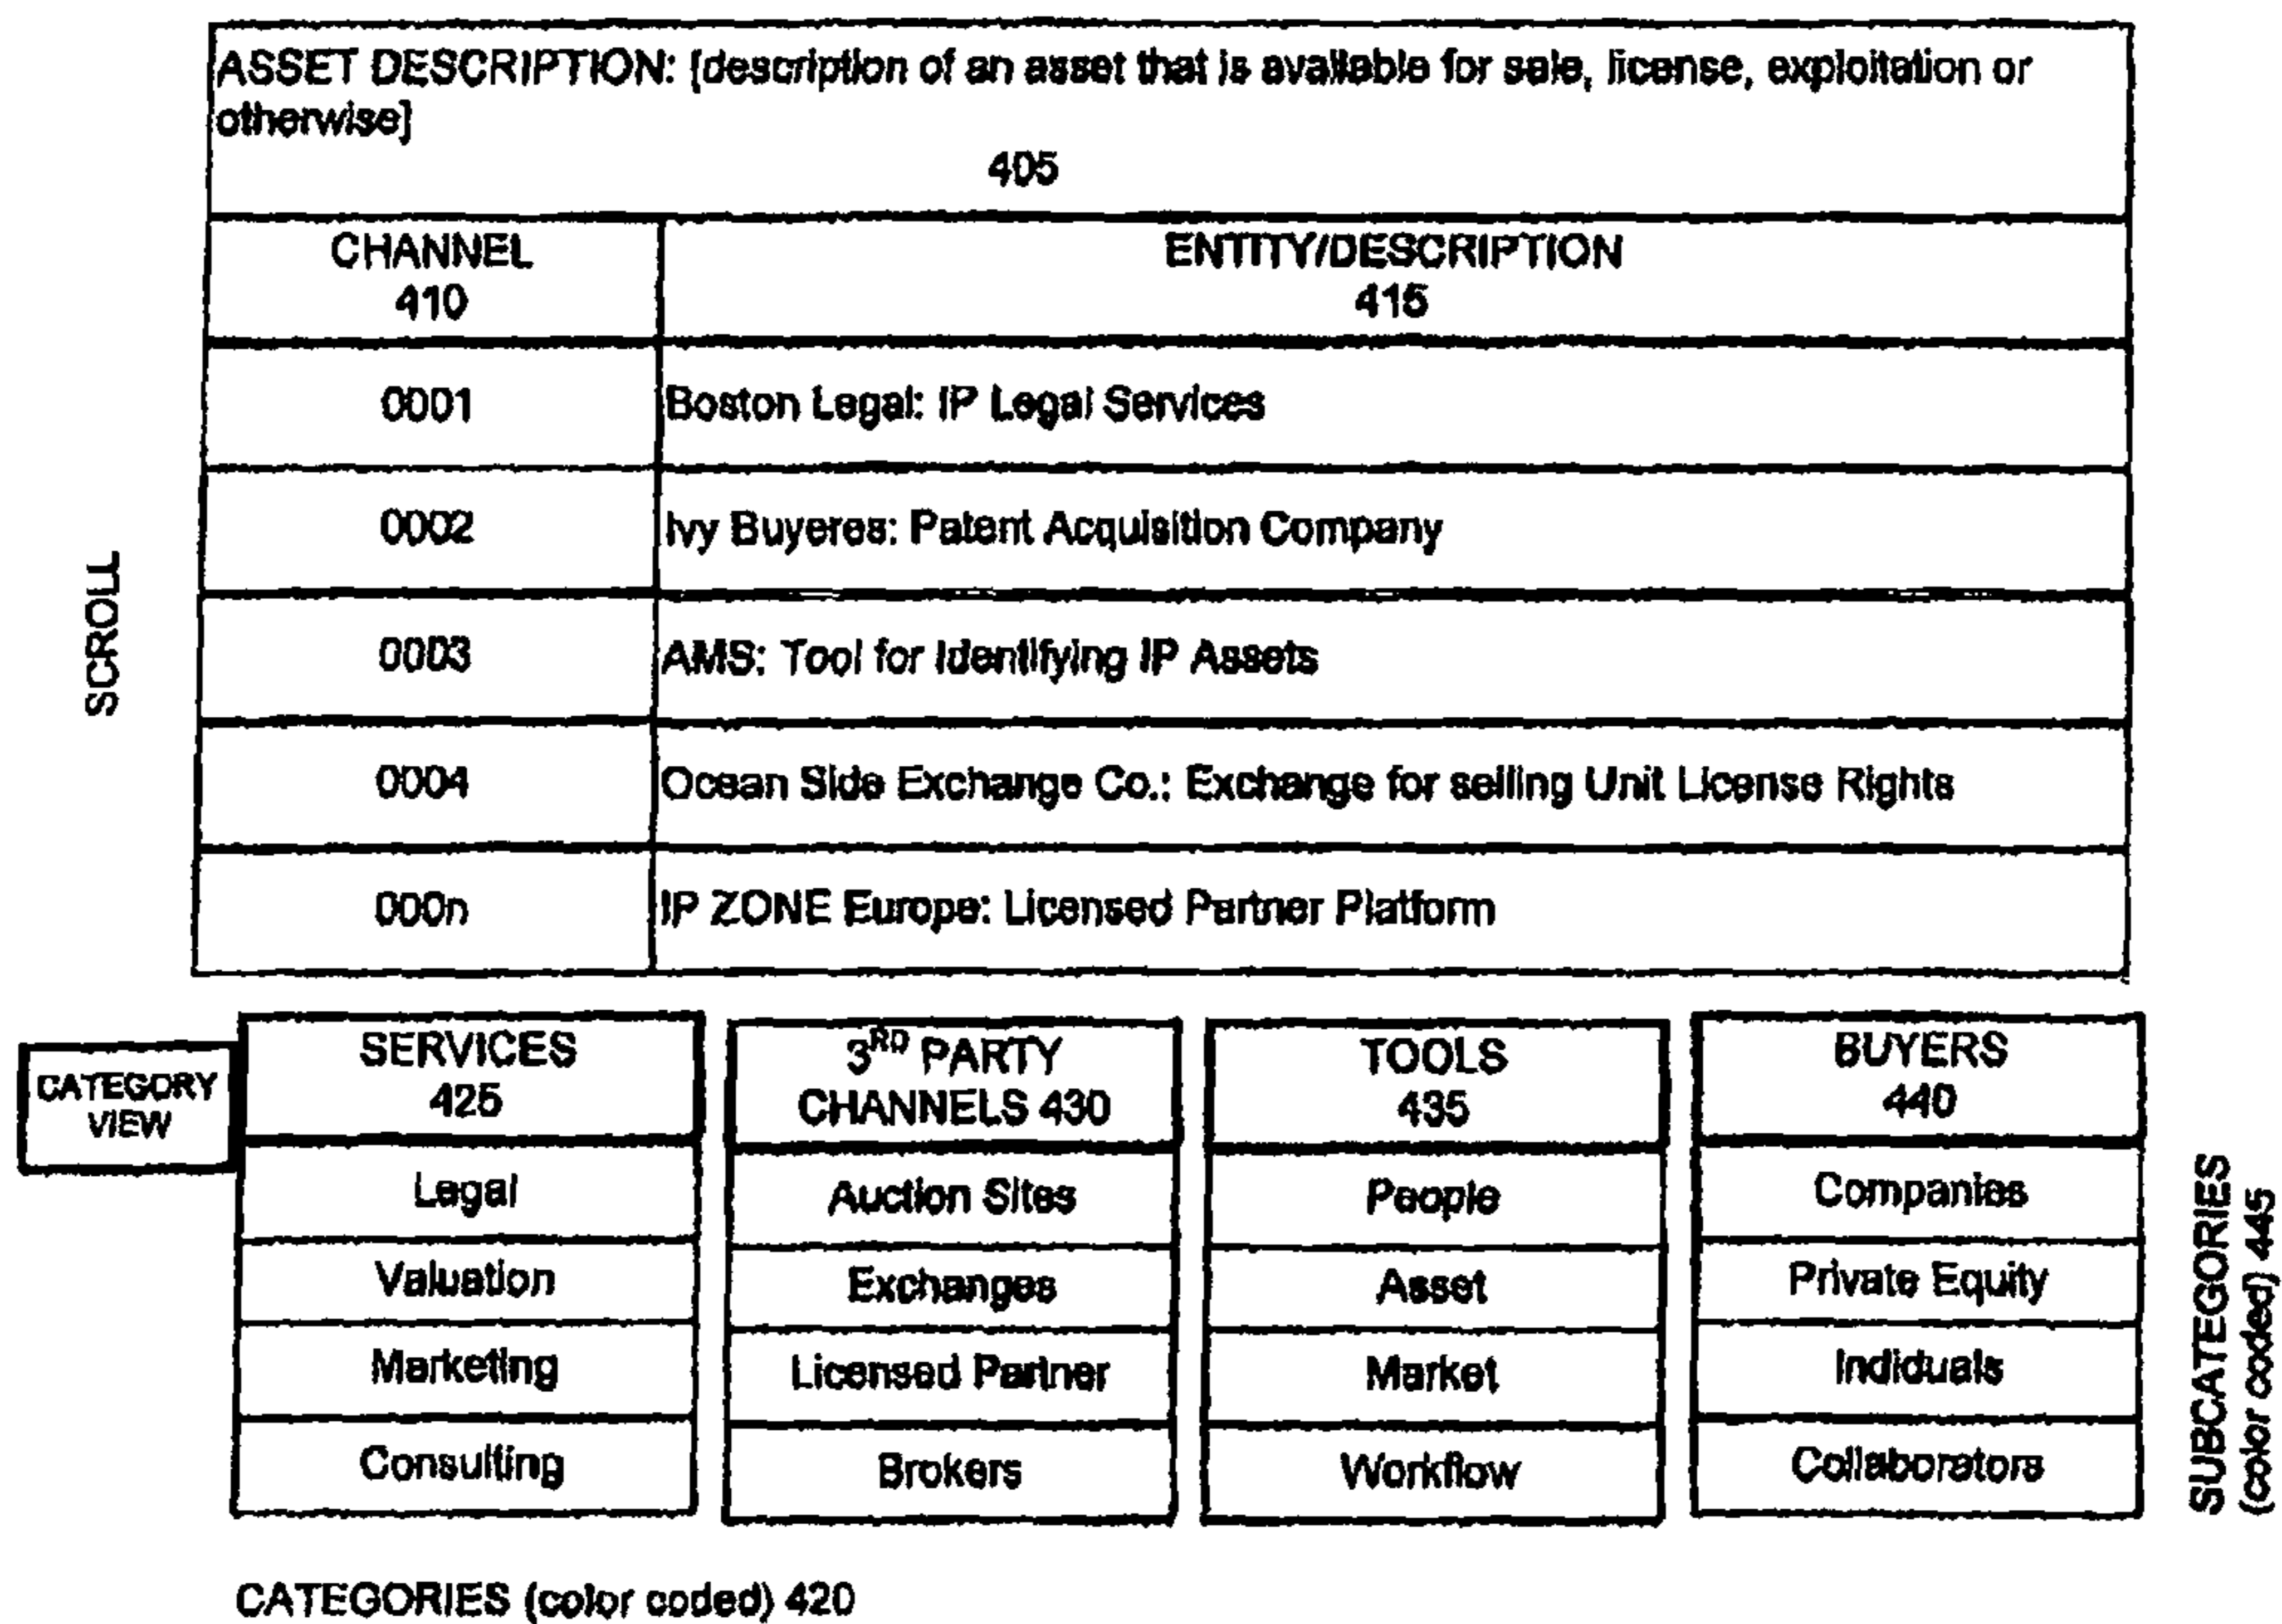 ASSET DESCRIPTION: [description of an asset that is available for sale, license, exploitation or
otherwise]
405
CHANNEL
410
ENTITY/DESCRIPTION
415
0001
Boston Legal: IP Legal Services
0002
Ivy Buyeres: Patent Acquisition Company
0003
AMS: Tool for Identifying IP Assets
0004
Ocean Side Exchange Co.: Exchange for selling Unit License Rights
000n
IP ZONE Europe: Licensed Partner Platform
SCROLL
CATEGORY
VIEW
SERVICES
425
Legal
Valuation
Marketing
Consulting
3RD PARTY
CHANNELS 430
Auction Sites
Exchanges
Licensed Partner
Brokers
TOOLS
435
People
Asset
Market
Workflow
BUYERS
440
Companies
Private Equity
Indiduals
Collaborators
SUBCATEGORIES
(color coded) 445
CATEGORIES (color coded) 420